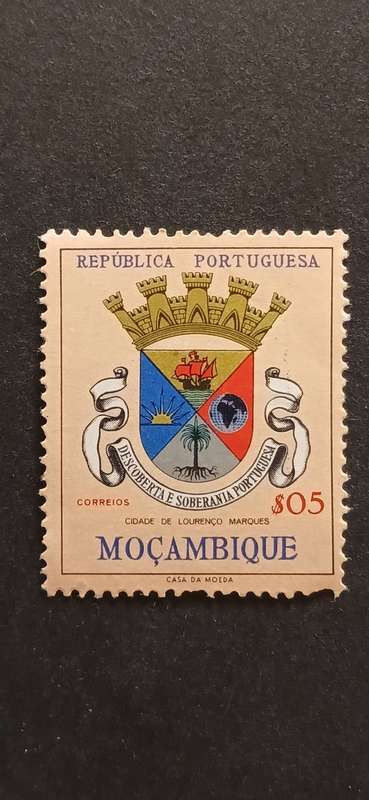 REPÚBLICA PORTUGUESA
DESCOBERTA E SOBERANIA PORTUGUESA
CORREIOS
$05
CIDADE DE LOURENÇO MARQUES
MOÇAMBIQUE
CASA DA MOEDA